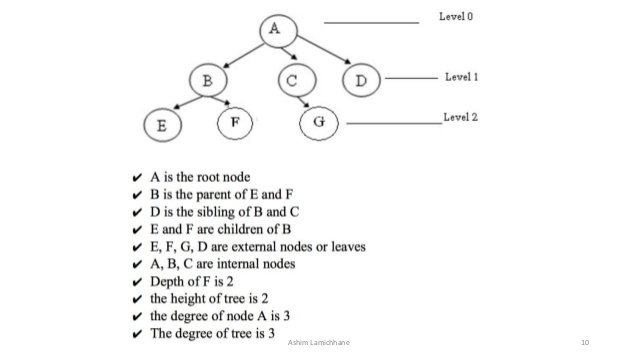 A
Level 0
B
C
D
Level 1
E
F
G
Level 2
✔ A is the root node
✔ B is the parent of E and F
✔ D is the sibling of B and C
✔ E and F are children of B
✔ E, F, G, D are external nodes or leaves
✔ A, B, C are internal nodes
✔ Depth of F is 2
✔ the height of tree is 2
✔ the degree of node A is 3
✔ The degree of tree is 3
Ashim Lamichhane
10